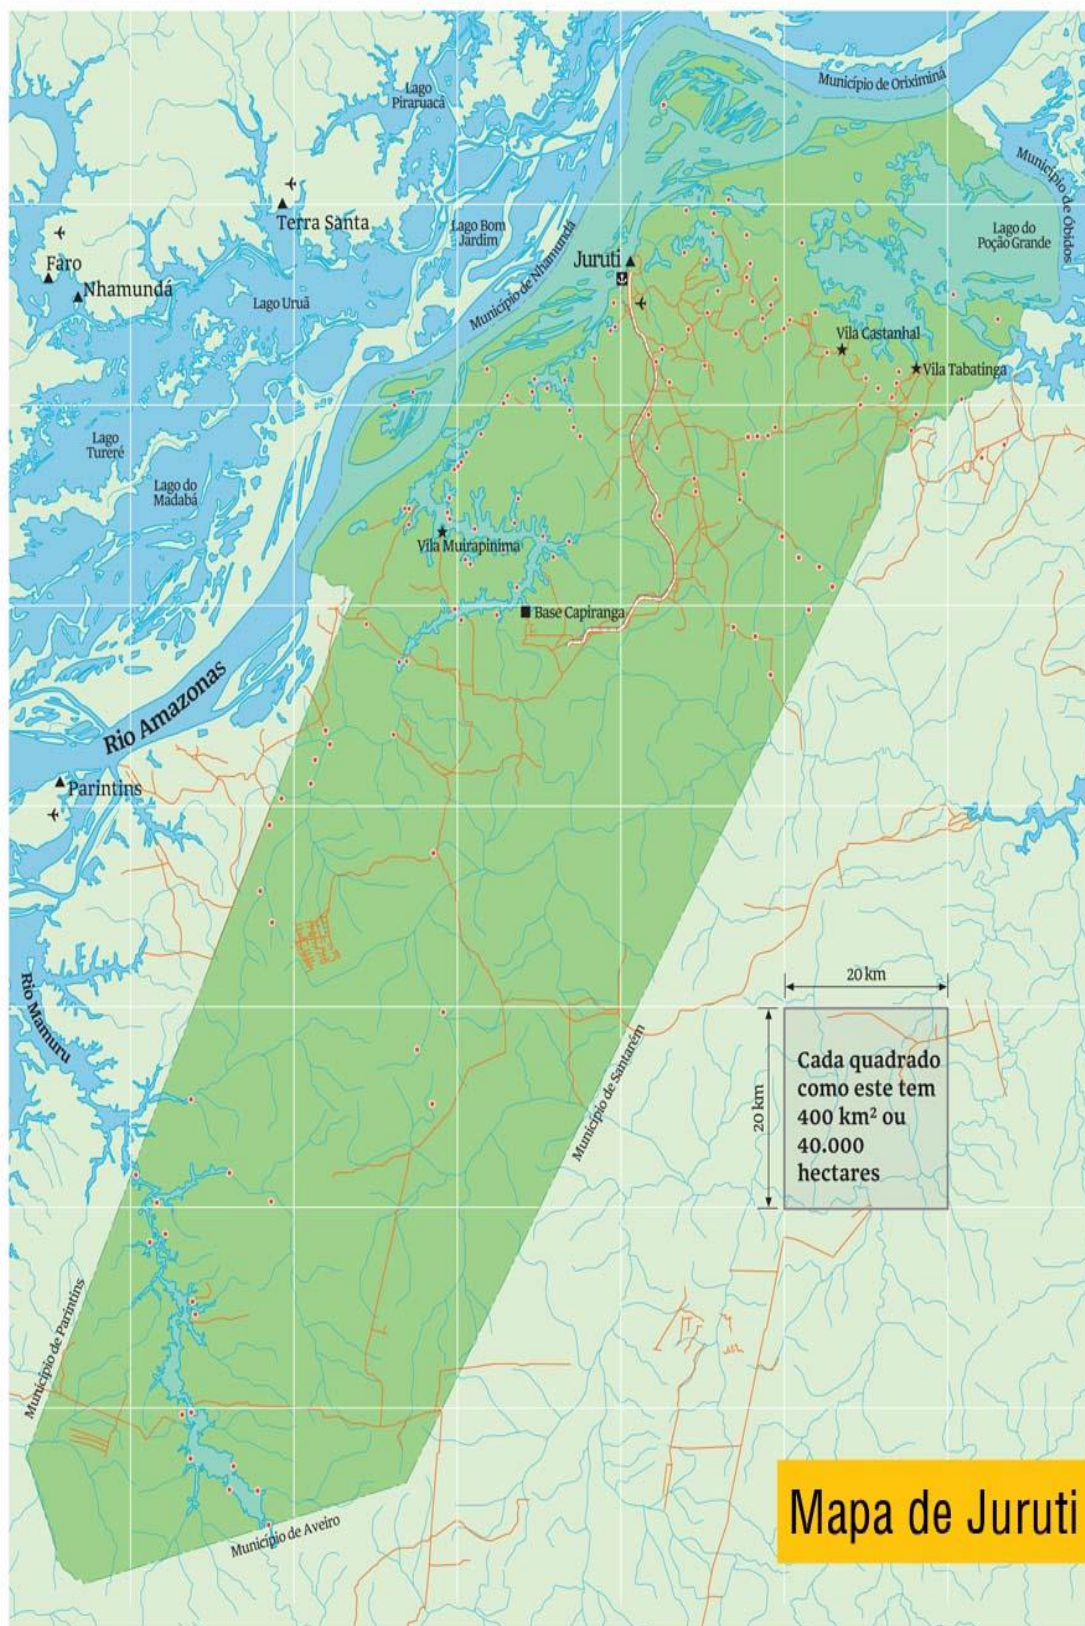 Município de Oriximiná
Lago
Piraruacá
Município de Óbidos
Terra Santa
Lago Bom
Jardim
Município de Nhamundá
Lago do
Poção Grande
Faro
Nhamundá
Lago Uruã
Juruti
Vila Castanhal
Vila Tabatinga
Lago
Tureré
Lago do
Madabá
Vila Muirapinima
Base Capiranga
Rio Amazonas
Parintins
Rio Mamuru
20 km
20 km
Cada quadrado
como este tem
400 km² ou
40.000
hectares
Município de Santarém
Município de Parintins
Município de Aveiro
Mapa de Juruti